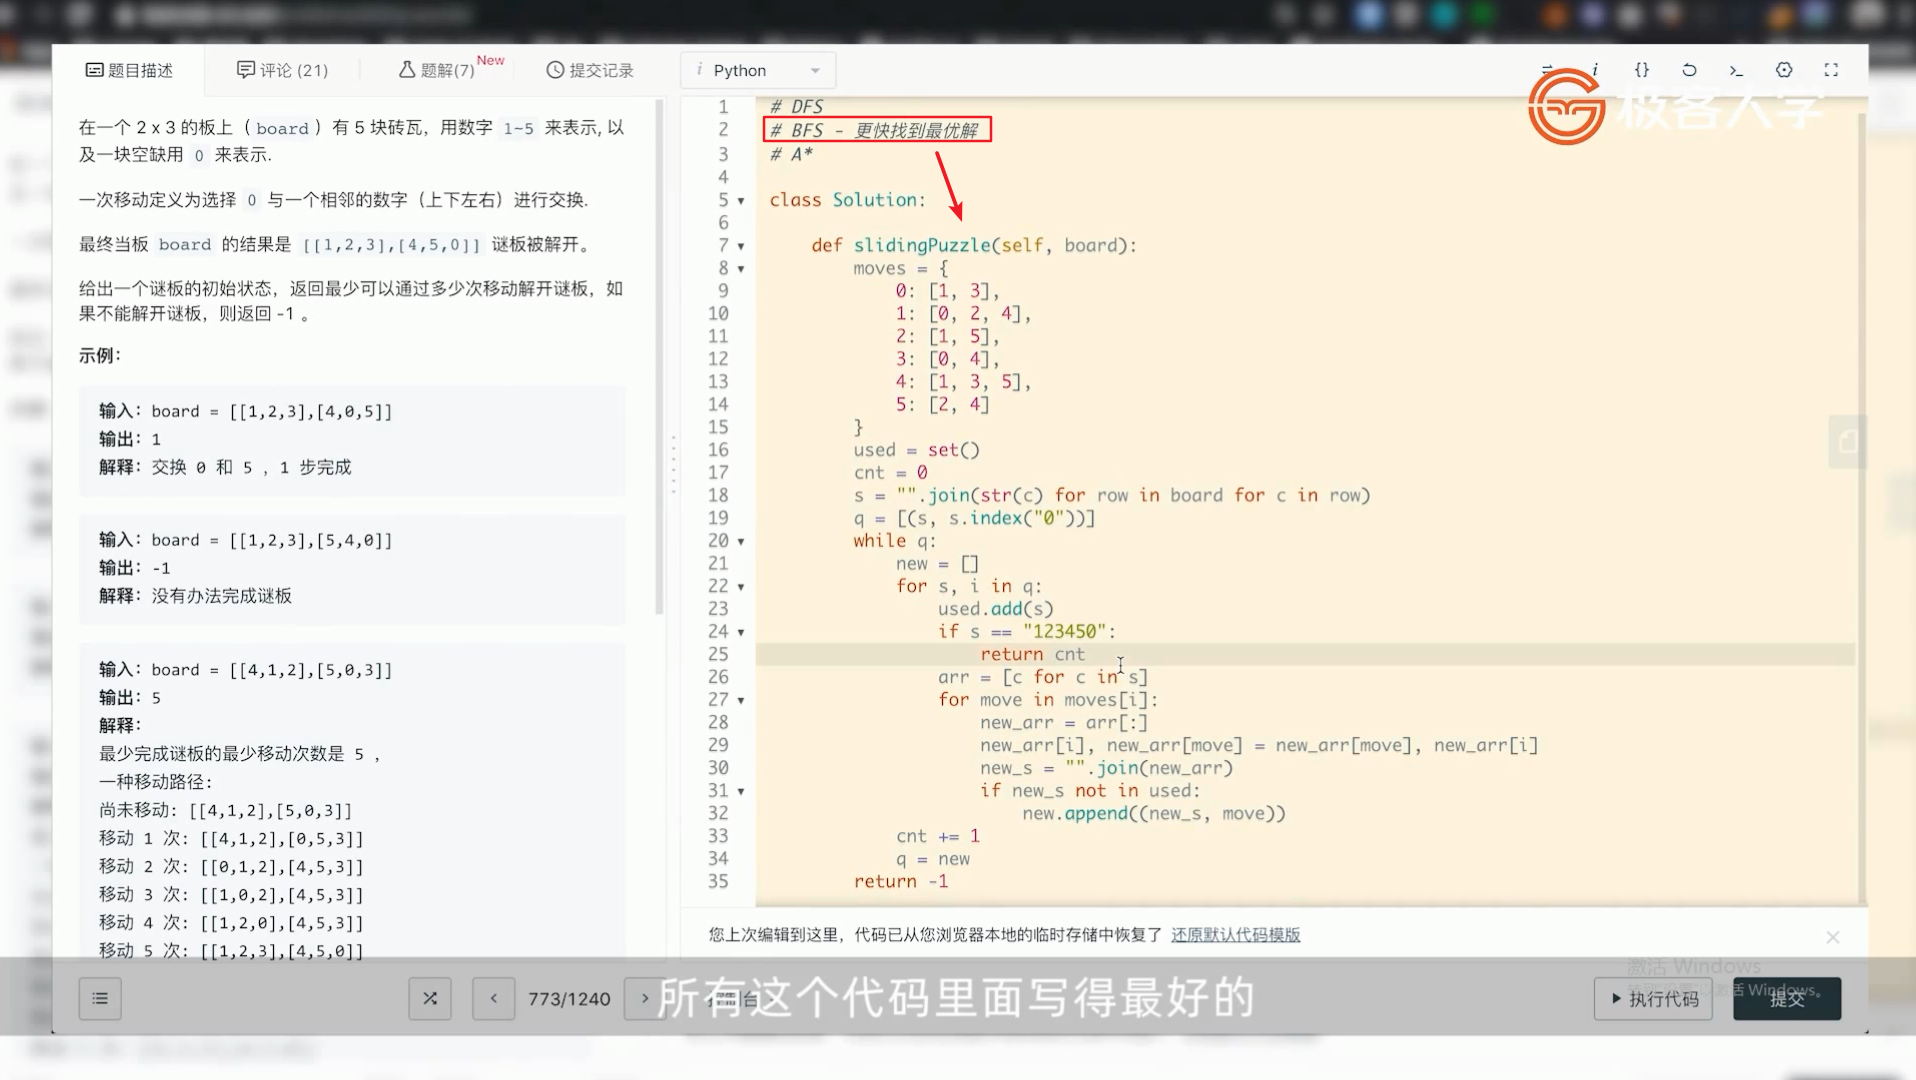 题目描述
评论 (21)
题解(7)
New
提交记录
i Python
极客大学
在一个 2 x 3 的板上（ board ）有 5 块砖瓦，用数字 1~5 来表示, 以
及一块空缺用 0 来表示.
一次移动定义为选择 0 与一个相邻的数字（上下左右）进行交换.
最终当板 board 的结果是 [[1,2,3],[4,5,0]] 谜板被解开。
给出一个谜板的初始状态，返回最少可以通过多少次移动解开谜板，如
果不能解开谜板，则返回 -1 。
示例：
输入：board = [[1,2,3],[4,0,5]]
输出：1
解释：交换 0 和 5 ，1 步完成
输入：board = [[1,2,3],[5,4,0]]
输出：-1
解释：没有办法完成谜板
输入：board = [[4,1,2],[5,0,3]]
输出：5
解释：
最少完成谜板的最少移动次数是 5 ，
一种移动路径:
尚未移动: [[4,1,2],[5,0,3]]
移动 1 次: [[4,1,2],[0,5,3]]
移动 2 次: [[0,1,2],[4,5,3]]
移动 3 次: [[1,0,2],[4,5,3]]
移动 4 次: [[1,2,0],[4,5,3]]
移动 5 次: [[1,2,3],[4,5,0]]
1 # DFS
2 # BFS - 更快找到最优解
3 # A*
4
5 class Solution:
6
7 def slidingPuzzle(self, board):
8 moves = {
9 0: [1, 3],
10 1: [0, 2, 4],
11 2: [1, 5],
12 3: [0, 4],
13 4: [1, 3, 5],
14 5: [2, 4]
15 }
16 used = set()
17 cnt = 0
18 s = "".join(str(c) for row in board for c in row)
19 q = [(s, s.index("0"))]
20 while q:
21 new = []
22 for s, i in q:
23 used.add(s)
24 if s == "123450":
25 return cnt
26 arr = [c for c in s]
27 for move in moves[i]:
28 new_arr = arr[:]
29 new_arr[i], new_arr[move] = new_arr[move], new_arr[i]
30 new_s = "".join(new_arr)
31 if new_s not in used:
32 new.append((new_s, move))
33 cnt += 1
34 q = new
35 return -1
您上次编辑到这里，代码已从您浏览器本地的临时存储中恢复了 还原默认代码模版
激活 Windows
773/1240
所有这个代码里面写得最好的
执行代码
提交